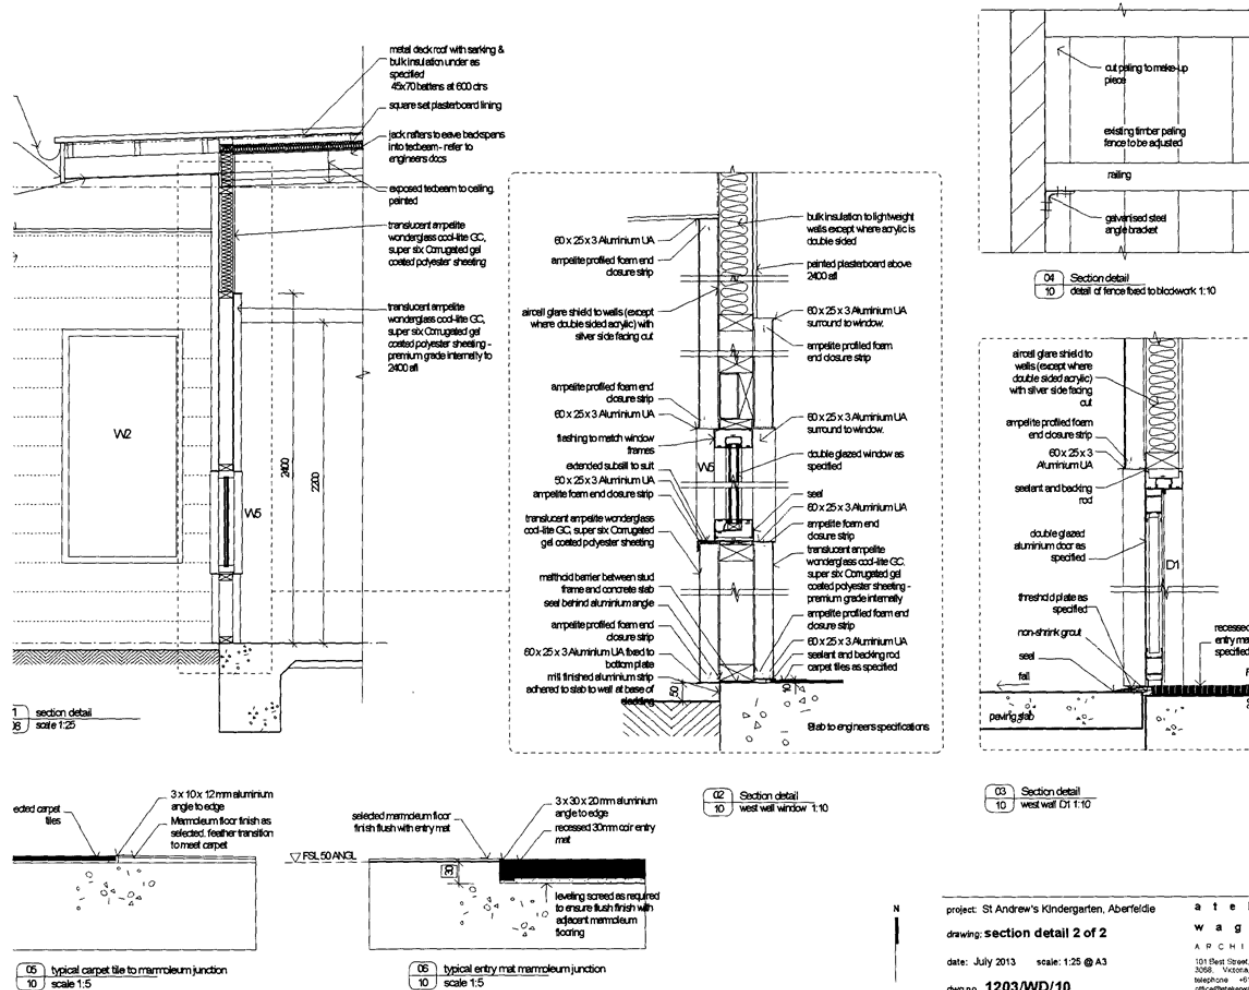 metal deck roof with sarking &
bulk insulation under as
specified
45x70 battens at 600 ctrs
square set plasterboard lining
jack rafters to eave backspans
into tecbeam - refer to
engineers docs
exposed tecbeam to ceiling.
painted
translucent ampelite
wonderglass cool-lite GC,
super six Corrugated gel
coated polyester sheeting
translucent ampelite
wonderglass cool-lite GC,
super six Corrugated gel
coated polyester sheeting -
premium grade internally to
2400 afl
W2
W5
2400
2200
section detail
scale 1:25
60 x 25 x 3 Aluminium UA
ampelite profiled foam end
closure strip
aircell glare shield to walls (except
where double sided acrylic) with
silver side facing out
ampelite profiled foam end
closure strip
60 x 25 x 3 Aluminium UA
flashing to match window
frames
extended subsill to suit
50 x 25 x 3 Aluminium UA
ampelite foam end closure strip
translucent ampelite wonderglass
cool-lite GC, super six Corrugated
gel coated polyester sheeting
malthoid barrier between stud
frame and concrete slab
seal behind aluminium angle
ampelite profiled foam end
closure strip
60 x 25 x 3 Aluminium UA fixed to
bottom plate
mill finished aluminium strip
adhered to slab to wall at base of
cladding
W5
50
bulk insulation to lightweight
walls except where acrylic is
double sided
painted plasterboard above
2400 afl
60 x 25 x 3 Aluminium UA
surround to window.
ampelite profiled foam
end closure strip
60 x 25 x 3 Aluminium UA
surround to window.
double glazed window as
specified
seal
60 x 25 x 3 Aluminium UA
ampelite foam end
closure strip
translucent ampelite
wonderglass cool-lite GC,
super six Corrugated gel
coated polyester sheeting -
premium grade internally
ampelite profiled foam end
closure strip
60 x 25 x 3 Aluminium UA
sealant and backing rod
carpet tiles as specified
Slab to engineers specifications
02 Section detail
10 west wall window 1:10
cut paling to make-up
piece
existing timber paling
fence to be adjusted
railing
galvanised steel
angle bracket
04 Section detail
10 detail of fence fixed to blockwork 1:10
aircell glare shield to
walls (except where
double sided acrylic)
with silver side facing
out
ampelite profiled foam
end closure strip
60 x 25 x 3
Aluminium UA
sealant and backing
rod
double glazed
aluminium door as
specified
D1
threshold plate as
specified
non-shrink grout
seal
fall
paving slab
recessed
entry mat
specified
03 Section detail
10 west wall D1 1:10
tiles
3 x 10 x 12 mm aluminium
angle to edge
Marmoleum floor finish as
selected. feather transition
to meet carpet
05 typical carpet tile to marmoleum junction
10 scale 1:5
selected marmoleum floor
finish flush with entry mat
3 x 30 x 20 mm aluminium
angle to edge
recessed 30mm coir entry
mat
FSL 50 ANGL
30
leveling screed as required
to ensure flush finish with
adjacent marmoleum
flooring
06 typical entry mat marmoleum junction
10 scale 1:5
N
project: St Andrew's Kindergarten, Aberfeldie
drawing: section detail 2 of 2
date: July 2013 scale: 1:25 @ A3
dwg no. 1203/WD/10
a t e
w a g
A R C H I
3058, Victoria,
telephone